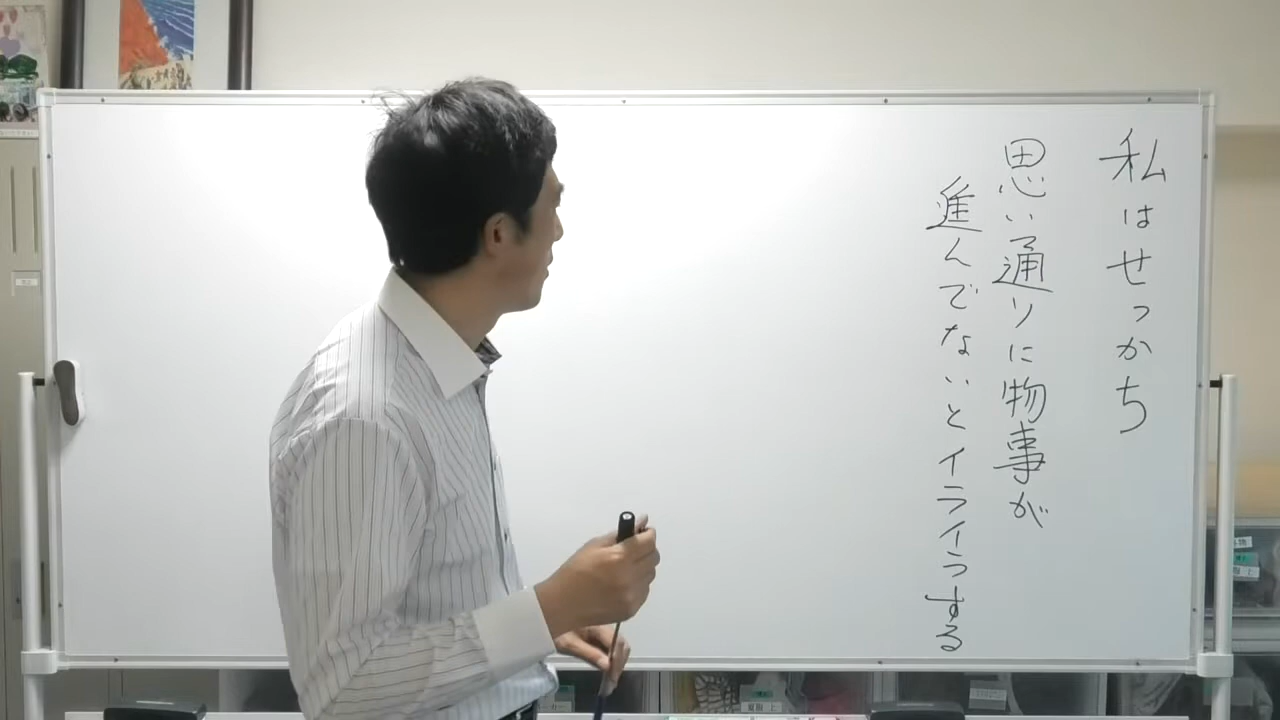 私はせっかち
思い通りに物事が
進んでないとイライラする